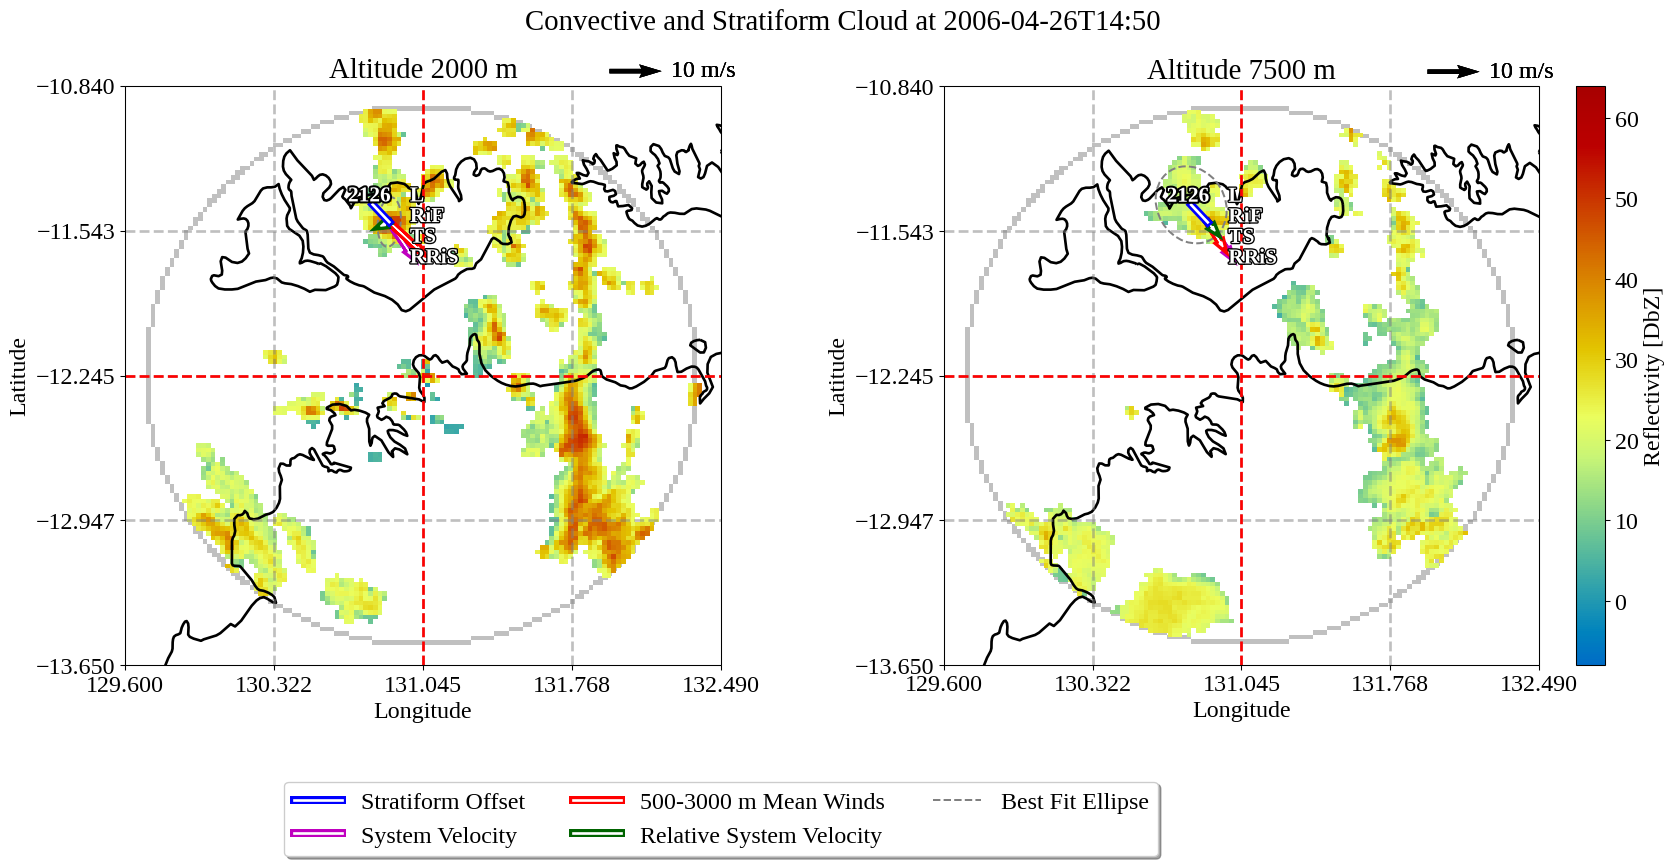 Convective and Stratiform Cloud at 2006-04-26T14:50
Altitude 2000 m
10 m/s
−10.840
−11.543
−12.245
−12.947
−13.650
Latitude
129.600 130.322 131.045 131.768 132.490
Longitude
2126
L
RiF
TS
RRiS
Altitude 7500 m
10 m/s
−10.840
−11.543
−12.245
−12.947
−13.650
Latitude
129.600 130.322 131.045 131.768 132.490
Longitude
2126
L
RiF
TS
RRiS
60
50
40
30
20
10
0
Reflectivity [DbZ]
Stratiform Offset
System Velocity
500-3000 m Mean Winds
Relative System Velocity
Best Fit Ellipse